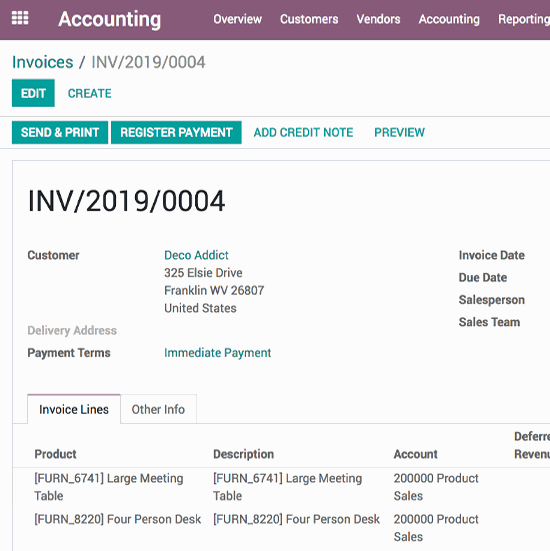 Accounting Overview Customers Vendors Accounting Reporting
Invoices / INV/2019/0004
EDIT CREATE
SEND & PRINT REGISTER PAYMENT ADD CREDIT NOTE PREVIEW
INV/2019/0004
Customer Deco Addict Invoice Date
325 Elsie Drive Due Date
Franklin WV 26807 Salesperson
United States Sales Team
Delivery Address
Payment Terms Immediate Payment
Invoice Lines Other Info
Product Description Account Deferre
Revenu
[FURN_6741] Large Meeting [FURN_6741] Large Meeting 200000 Product
Table Table Sales
[FURN_8220] Four Person Desk [FURN_8220] Four Person Desk 200000 Product
Sales